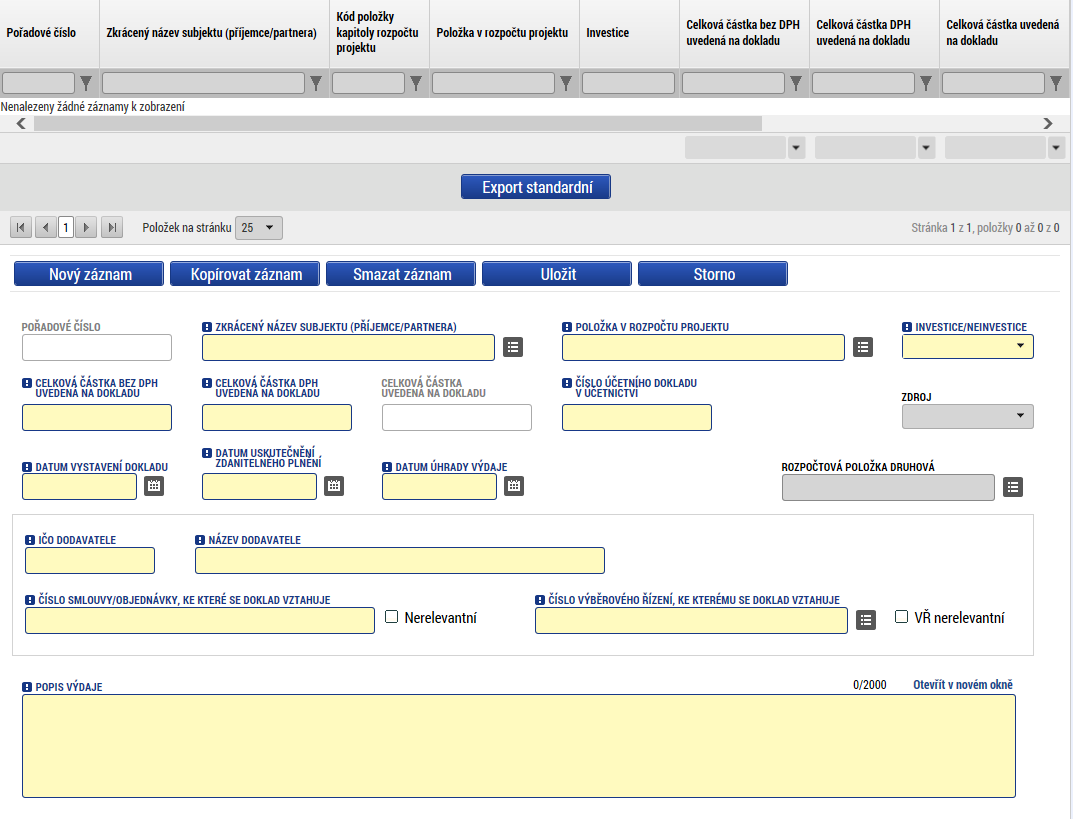 Pořadové číslo
Zkrácený název subjektu (příjemce/partnera)
Kód položky
kapitoly rozpočtu
projektu
Položka v rozpočtu projektu
Investice
Celková částka bez DPH
uvedená na dokladu
Celková částka DPH
uvedená na dokladu
Celková částka uvedená
na dokladu
Nenalezeny žádné záznamy k zobrazení
Export standardní
1
Položek na stránku 25
Stránka 1 z 1, položky 0 až 0 z 0
Nový záznam
Kopírovat záznam
Smazat záznam
Uložit
Storno
POŘADOVÉ ČÍSLO
ZKRÁCENÝ NÁZEV SUBJEKTU (PŘÍJEMCE/PARTNERA)
POLOŽKA V ROZPOČTU PROJEKTU
INVESTICE/NEINVESTICE
CELKOVÁ ČÁSTKA BEZ DPH
UVEDENÁ NA DOKLADU
CELKOVÁ ČÁSTKA DPH
UVEDENÁ NA DOKLADU
CELKOVÁ ČÁSTKA
UVEDENÁ NA DOKLADU
ČÍSLO ÚČETNÍHO DOKLADU
V ÚČETNICTVÍ
ZDROJ
DATUM VYSTAVENÍ DOKLADU
DATUM USKUTEČNĚNÍ
ZDANITELNÉHO PLNĚNÍ
DATUM ÚHRADY VÝDAJE
ROZPOČTOVÁ POLOŽKA DRUHOVÁ
IČO DODAVATELE
NÁZEV DODAVATELE
ČÍSLO SMLOUVY/OBJEDNÁVKY, KE KTERÉ SE DOKLAD VZTAHUJE
Nerelevantní
ČÍSLO VÝBĚROVÉHO ŘÍZENÍ, KE KTERÉMU SE DOKLAD VZTAHUJE
VŘ nerelevantní
POPIS VÝDAJE
0/2000
Otevřít v novém okně